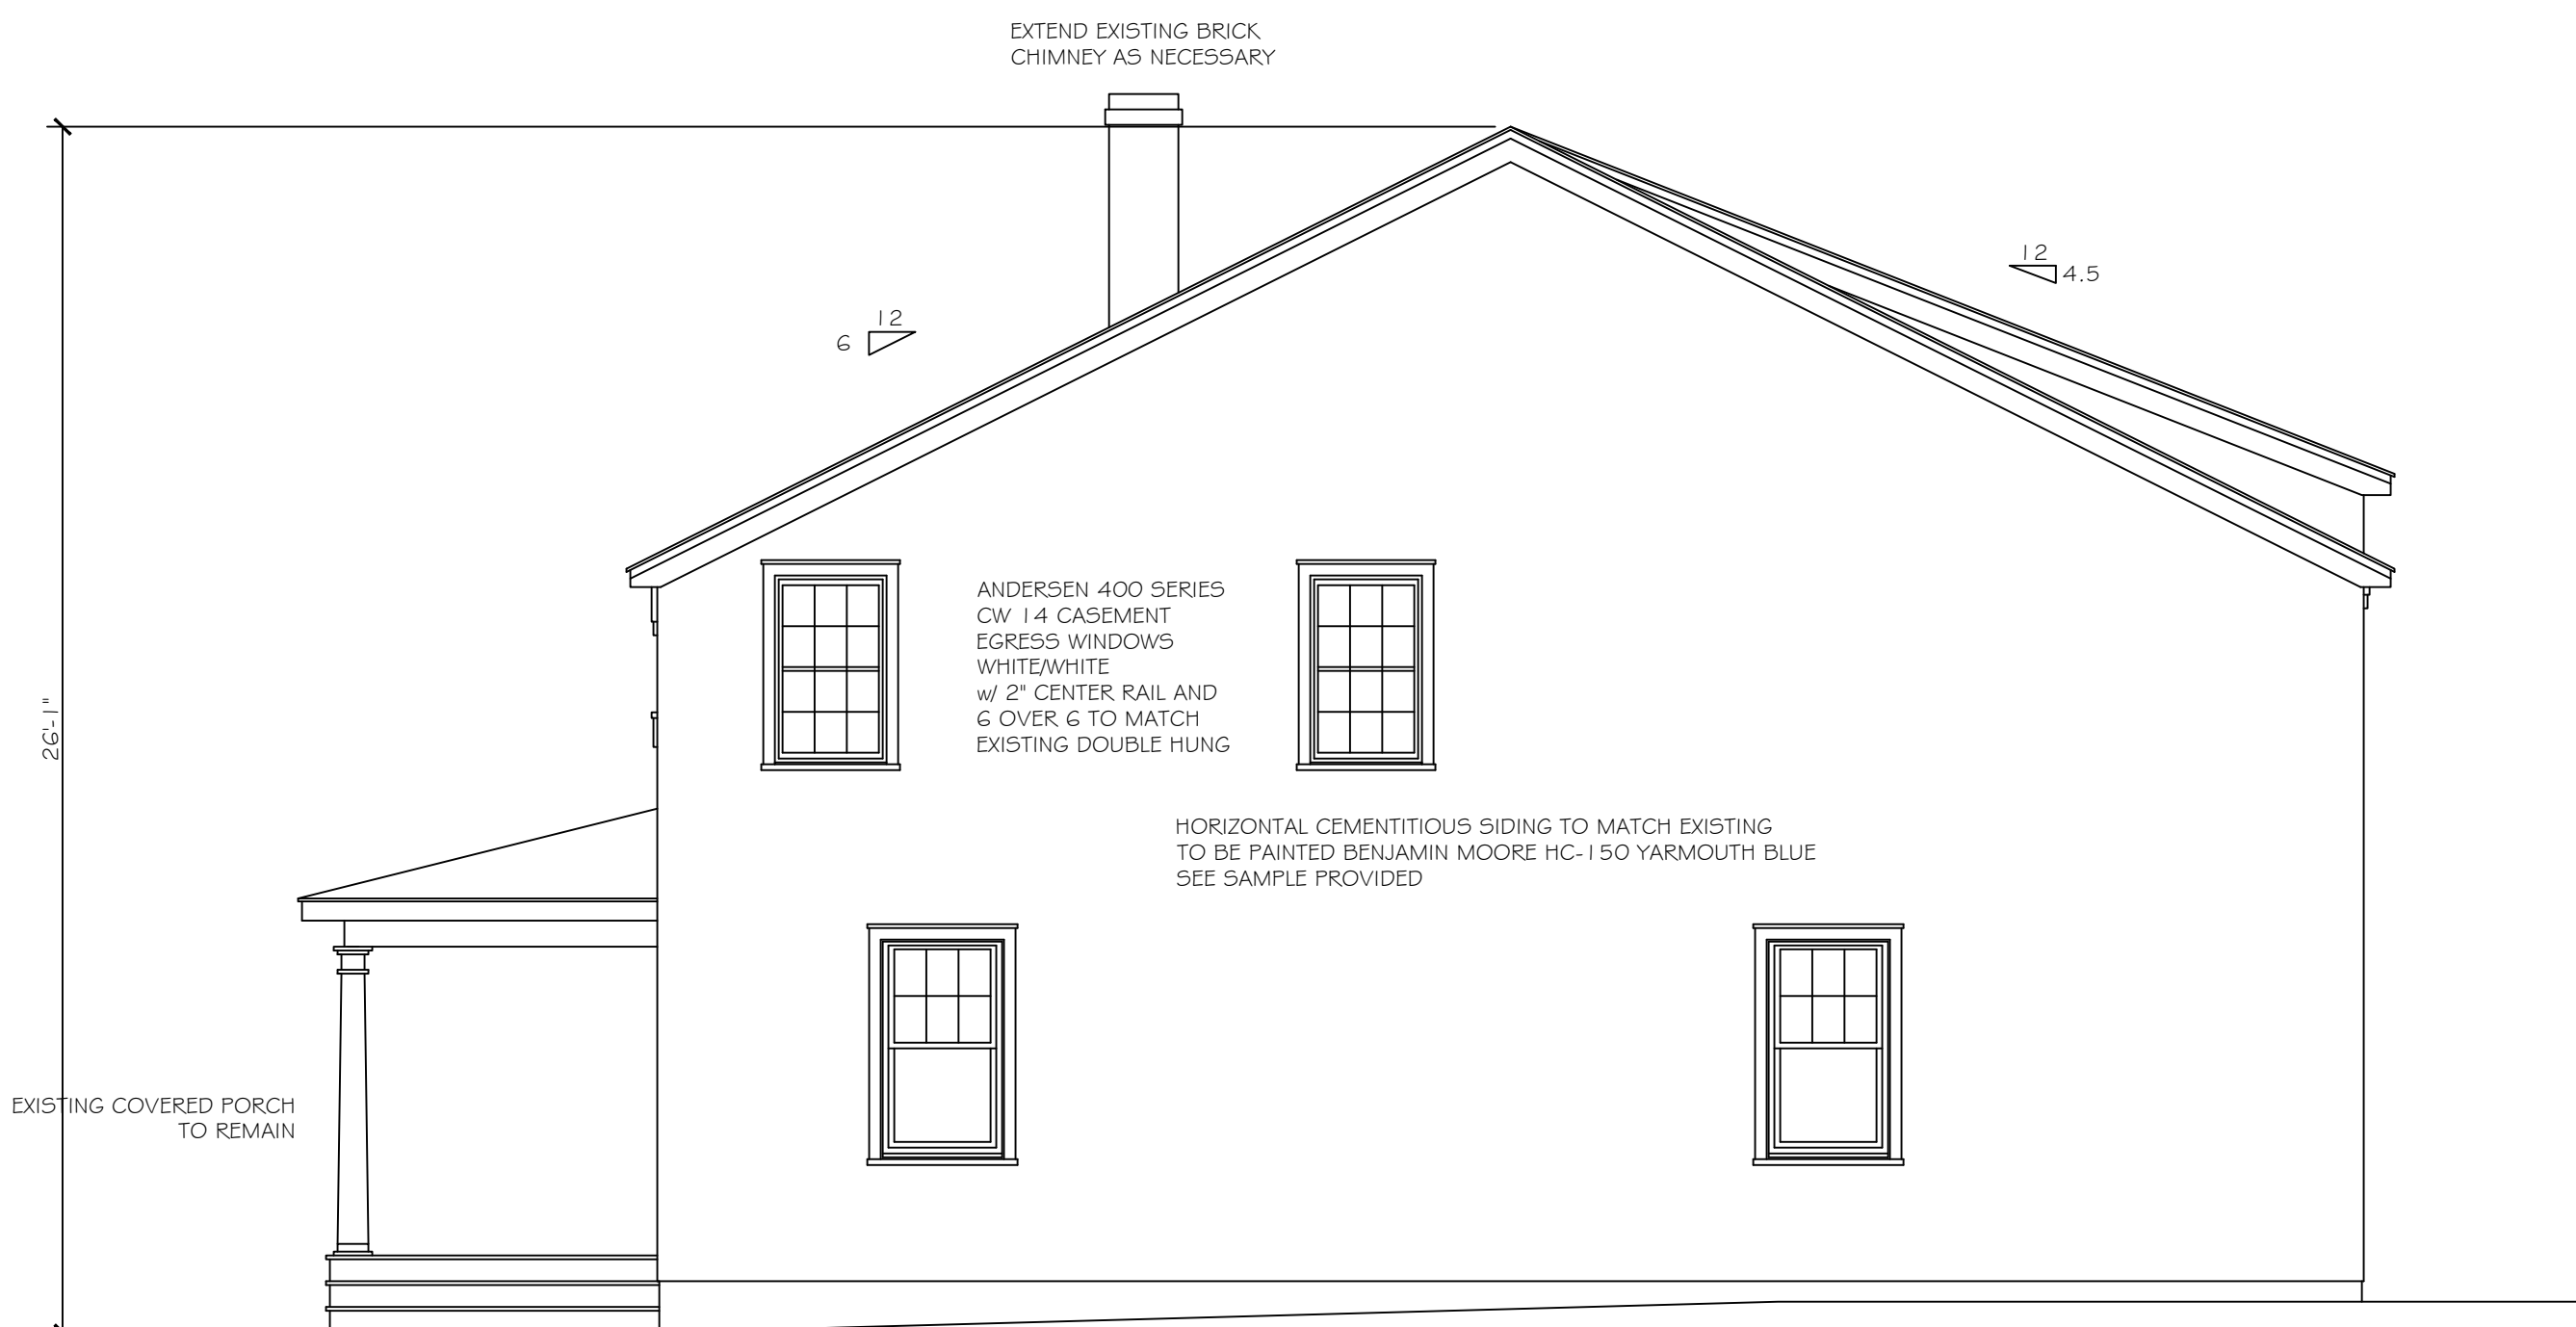 EXTEND EXISTING BRICK
CHIMNEY AS NECESSARY
12
4.5
12
6
ANDERSEN 400 SERIES
CW 14 CASEMENT
EGRESS WINDOWS
WHITE/WHITE
w/ 2" CENTER RAIL AND
6 OVER 6 TO MATCH
EXISTING DOUBLE HUNG
26'-1"
HORIZONTAL CEMENTITIOUS SIDING TO MATCH EXISTING
TO BE PAINTED BENJAMIN MOORE HC-150 YARMOUTH BLUE
SEE SAMPLE PROVIDED
EXISTING COVERED PORCH
TO REMAIN